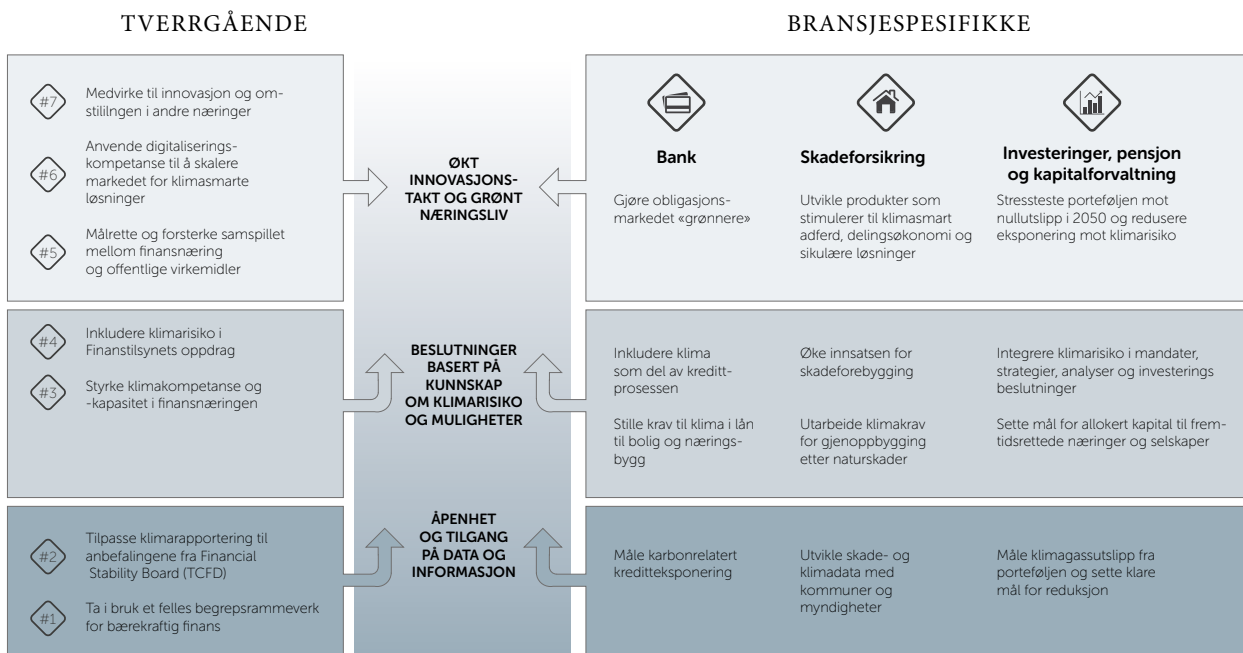 TVERRGÅENDE
BRANSJESPESIFIKKE
#7
Medvirke til innovasjon og om-
stililngen i andre næringer
#6
Anvende digitaliserings-
kompetanse til å skalere
markedet for klimasmarte
løsninger
#5
Målrette og forsterke samspillet
mellom finansnæring
og offentlige virkemidler
ØKT
INNOVASJONS-
TAKT OG GRØNT
NÆRINGSLIV
Bank
Gjøre obligasjons-
markedet «grønnere»
Skadeforsikring
Utvikle produkter som
stimulerer til klimasmart
adferd, delingsøkonomi og
sikulære løsninger
Investeringer, pensjon
og kapitalforvaltning
Stressteste porteføljen mot
nullutslipp i 2050 og redusere
eksponering mot klimarisiko
#4
Inkludere klimarisiko i
Finanstilsynets oppdrag
#3
Styrke klimakompetanse og
-kapasitet i finansnæringen
BESLUTNINGER
BASERT PÅ
KUNNSKAP
OM KLIMARISIKO
OG MULIGHETER
Inkludere klima
som del av kreditt-
prosessen
Stille krav til klima i lån
til bolig og nærings-
bygg
Øke innsatsen for
skadeforebygging
Utarbeide klimakrav
for gjenoppbygging
etter naturskader
Integrere klimarisiko i mandater,
strategier, analyser og investerings
beslutninger
Sette mål for allokert kapital til frem-
tidsrettede næringer og selskaper
#2
Tilpasse klimarapportering til
anbefalingene fra Financial
Stability Board (TCFD)
#1
Ta i bruk et felles begrepsrammeverk
for bærekraftig finans
ÅPENHET
OG TILGANG
PÅ DATA OG
INFORMASJON
Måle karbonrelatert
kreditteksponering
Utvikle skade- og
klimadata med
kommuner og
myndigheter
Måle klimagassutslipp fra
porteføljen og sette klare
mål for reduksjon